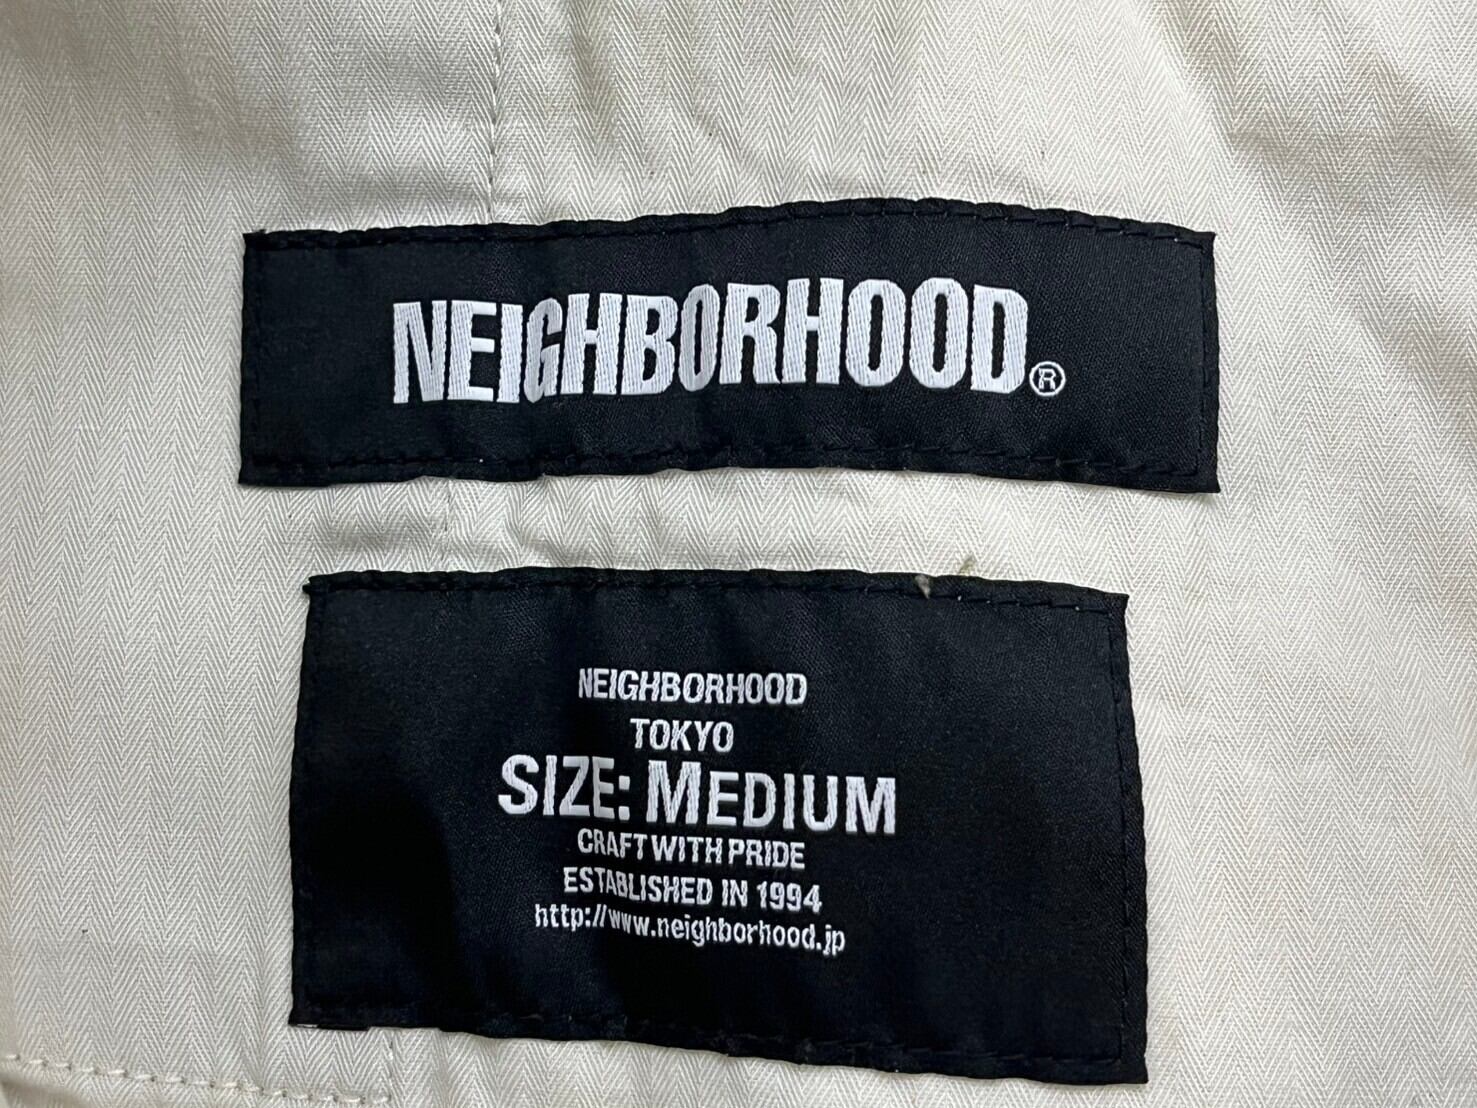 NEIGHBORHOOD®
NEIGHBORHOOD
TOKYO
SIZE: MEDIUM
CRAFT WITH PRIDE
ESTABLISHED IN 1994
http://www.neighborhood.jp